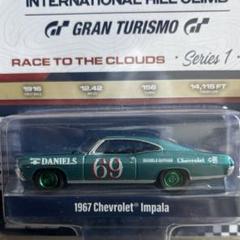 INTERNATIONAL HILL CLIMB
GRAN TURISMO
RACE TO THE CLOUDS • Series 1
1916
12.42
156
14,115 FT
DANIELS
69
Chevrolet
1967 Chevrolet® Impala